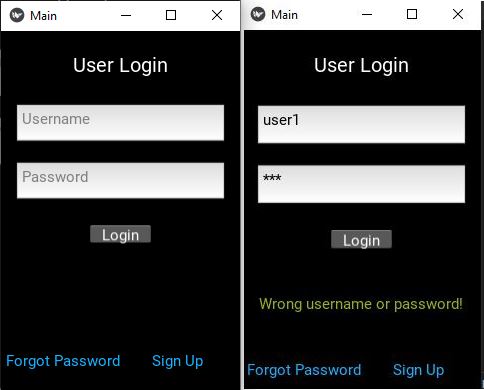 Main
User Login
Username
Password
Login
Forgot Password Sign Up
Main
User Login
user1
***
Login
Wrong username or password!
Forgot Password Sign Up